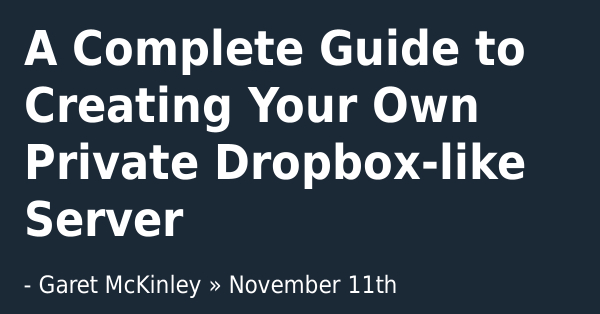 A Complete Guide to
Creating Your Own
Private Dropbox-like
Server
- Garet McKinley » November 11th